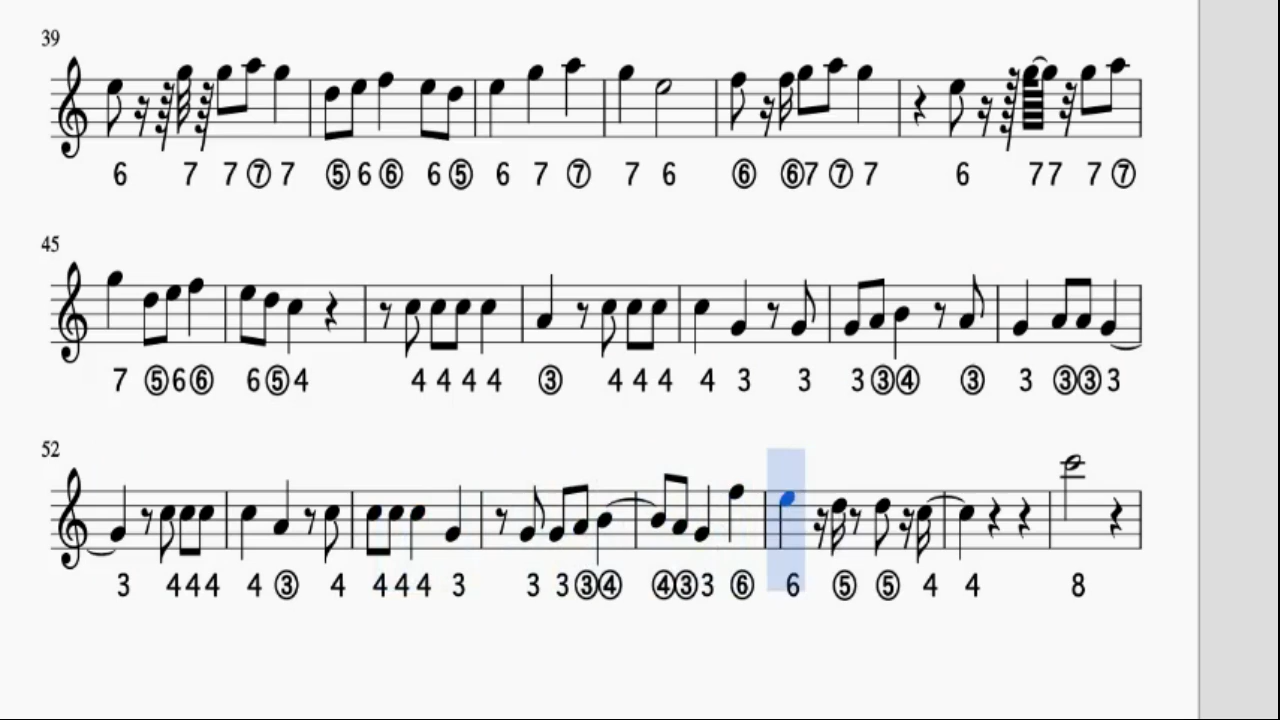 39
6 7 7 ⑦ 7 ⑤ 6 ⑥ 6 ⑤ 6 7 ⑦ 7 6 ⑥ ⑥ 7 ⑦ 7 6 7 7 7 ⑦
45
7 ⑤ 6 ⑥ 6 ⑤ 4 4 4 4 4 ③ 4 4 4 4 3 3 3 ③ ④ ③ 3 ③ ③ 3
52
3 4 4 4 4 ③ 4 4 4 4 3 3 3 ③ ④ ④ ③ 3 ⑥ 6 ⑤ ⑤ 4 4 8